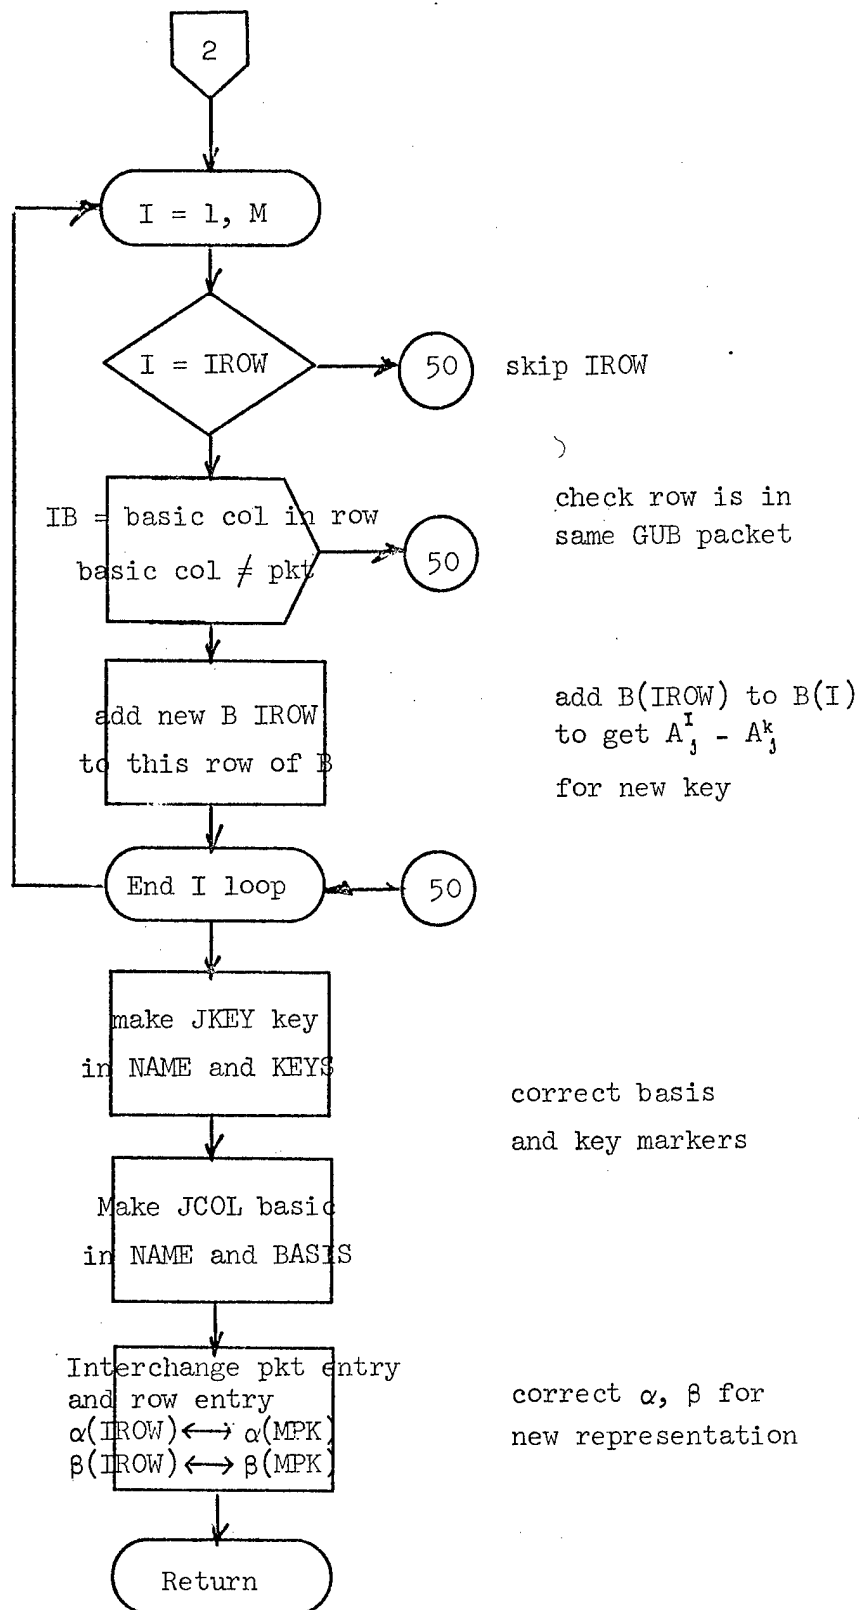 2
I = 1, M
I = IROW
50
skip IROW
IB = basic col in row
basic col ≠ pkt
50
check row is in
same GUB packet
add new B IROW
to this row of B
add B(IROW) to B(I)
to get A_j^I - A_j^k
for new key
End I loop
50
make JKEY key
in NAME and KEYS
correct basis
and key markers
Make JCOL basic
in NAME and BASIS
Interchange pkt entry
and row entry
α(IROW) ↔ α(MPK)
β(IROW) ↔ β(MPK)
correct α, β for
new representation
Return